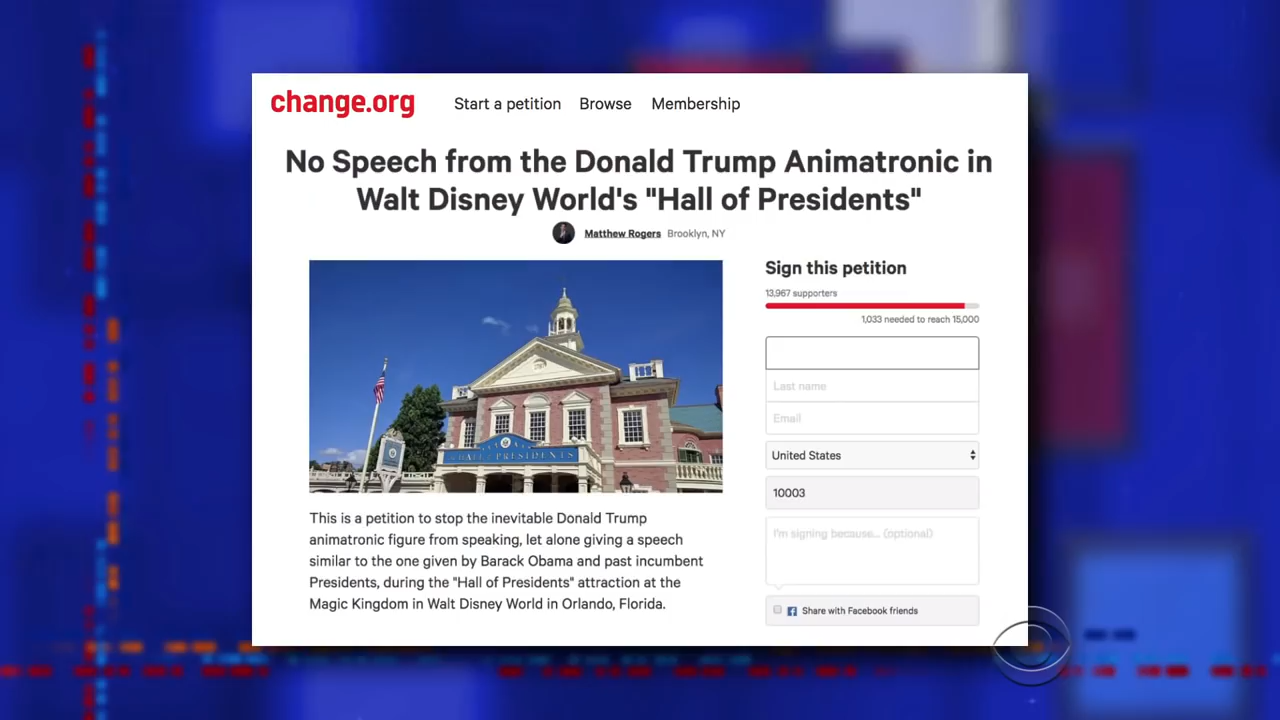 change.org
Start a petition Browse Membership
No Speech from the Donald Trump Animatronic in
Walt Disney World's "Hall of Presidents"
Matthew Rogers Brooklyn, NY
HALL OF PRESIDENTS
This is a petition to stop the inevitable Donald Trump
animatronic figure from speaking, let alone giving a speech
similar to the one given by Barack Obama and past incumbent
Presidents, during the "Hall of Presidents" attraction at the
Magic Kingdom in Walt Disney World in Orlando, Florida.
Sign this petition
13,967 supporters
1,033 needed to reach 15,000
Last name
Email
United States
10003
I'm signing because... (optional)
Share with Facebook friends